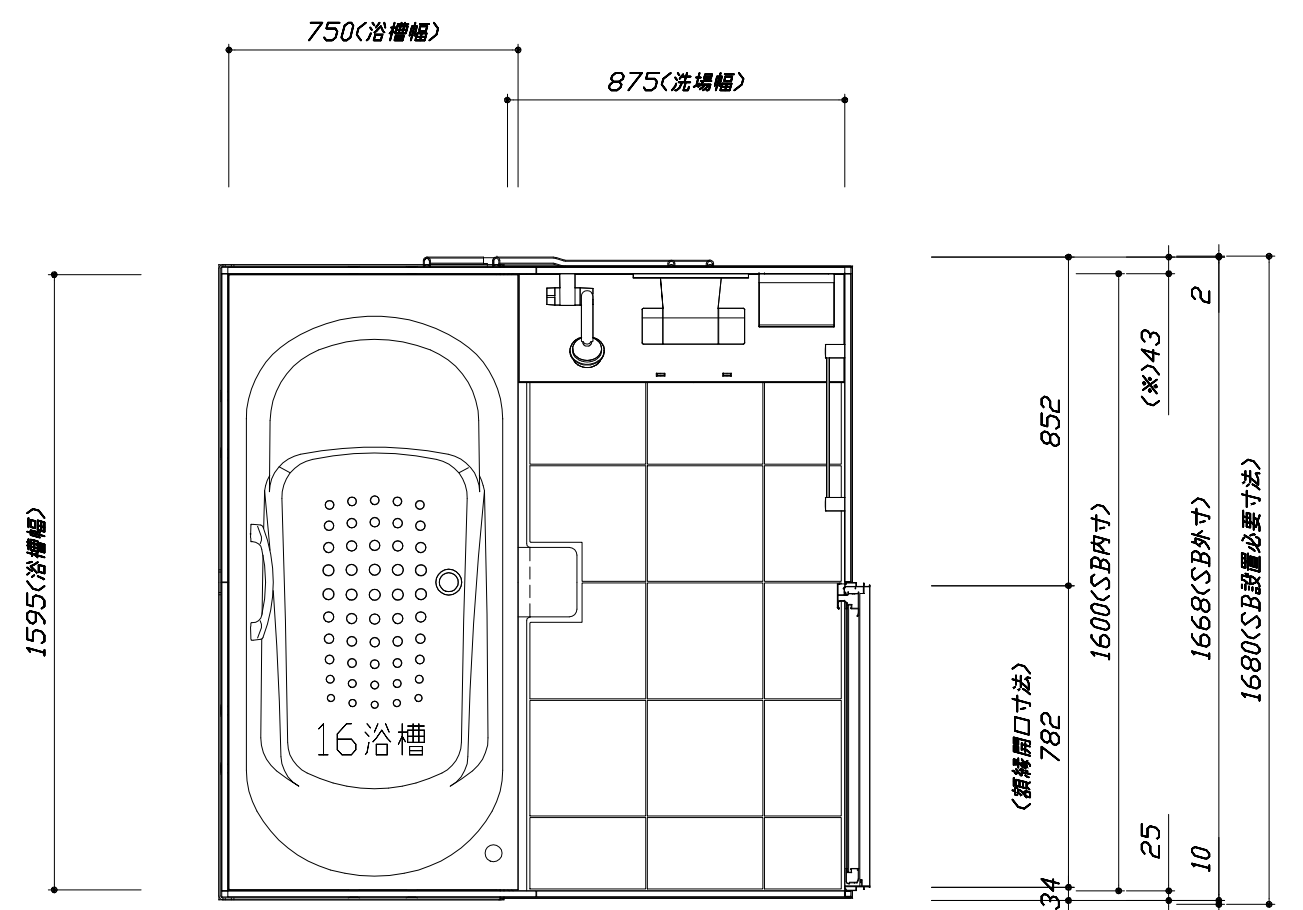 750(浴槽幅)
875(洗場幅)
2
(※)43
852
1595(浴槽幅)
1600(SB内寸)
1668(SB外寸)
1680(SB設置必要寸法)
(額縁開口寸法)
782
16浴槽
25
10
34